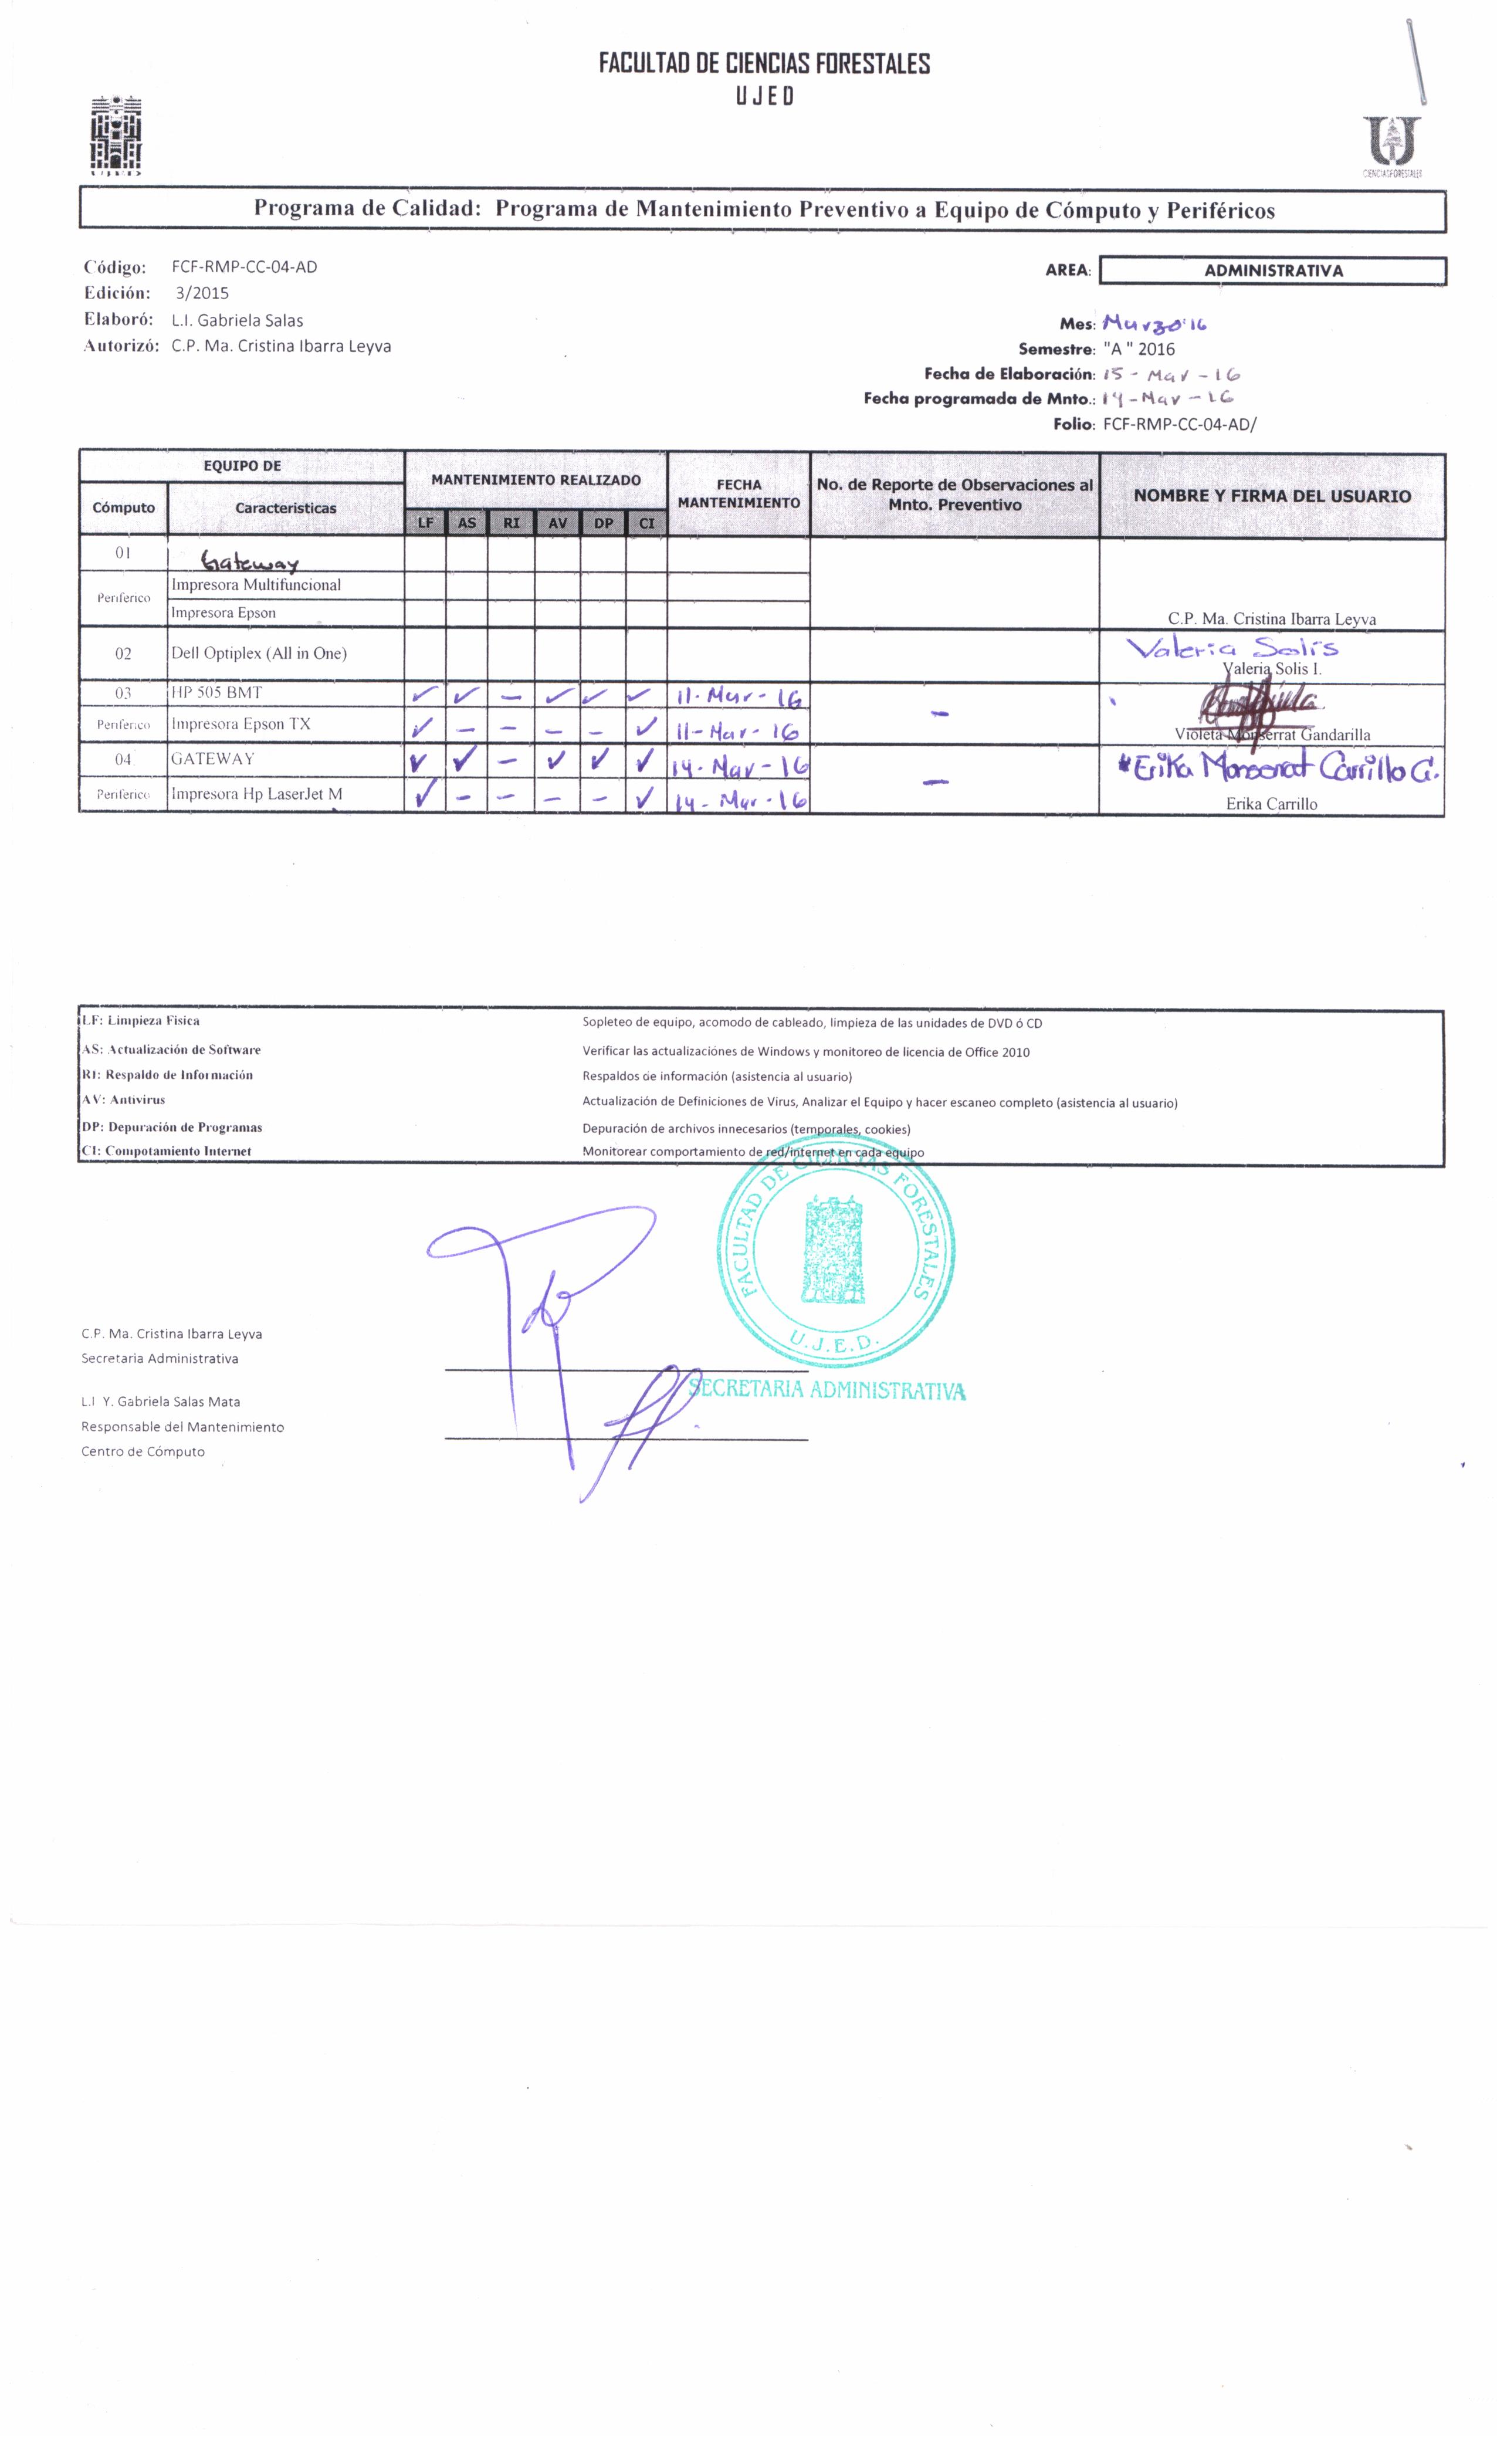 FACULTAD DE CIENCIAS FORESTALES
UJED
CIENCIAS FORESTALES
Programa de Calidad: Programa de Mantenimiento Preventivo a Equipo de Cómputo y Periféricos
Código: FCF-RMP-CC-04-AD
AREA: ADMINISTRATIVA
Edición: 3/2015
Elaboró: L.I. Gabriela Salas
Autorizó: C.P. Ma. Cristina Ibarra Leyva
Mes: Marzo'16
Semestre: "A " 2016
Fecha de Elaboración: 15 - Mar - 16
Fecha programada de Mnto.: 14 - Mar - 16
Folio: FCF-RMP-CC-04-AD/
EQUIPO DE
MANTENIMIENTO REALIZADO
FECHA MANTENIMIENTO
No. de Reporte de Observaciones al Mnto. Preventivo
NOMBRE Y FIRMA DEL USUARIO
Cómputo Caracteristicas
LF AS RI AV DP CI
01 Gateway
Periferico Impresora Multifuncional
Impresora Epson
C.P. Ma. Cristina Ibarra Leyva
02 Dell Optiplex (All in One) Valeria Solis
Valeria Solis I.
03 HP 505 BMT ✓ ✓ - ✓ ✓ ✓ 11 - Mar - 16 -
Periferico Impresora Epson TX ✓ - - - - ✓ 11 - Mar - 16
Violeta Monserrat Gandarilla
04 GATEWAY ✓ ✓ - ✓ ✓ ✓ 14 - Mar - 16 - *Erika Monserrat Carrillo G.
Periferico Impresora Hp LaserJet M ✓ - - - - ✓ 14 - Mar - 16
Erika Carrillo
LF: Limpieza Fisica Sopleteo de equipo, acomodo de cableado, limpieza de las unidades de DVD ó CD
AS: Actualización de Software Verificar las actualizaciónes de Windows y monitoreo de licencia de Office 2010
RI: Respaldo de Información Respaldos de información (asistencia al usuario)
AV: Antivirus Actualización de Definiciones de Virus, Analizar el Equipo y hacer escaneo completo (asistencia al usuario)
DP: Depuración de Programas Depuración de archivos innecesarios (temporales, cookies)
CI: Compotamiento Internet Monitorear comportamiento de red/internet en cada equipo
FACULTAD DE CIENCIAS FORESTALES
U.J.E.D.
SECRETARIA ADMINISTRATIVA
C.P. Ma. Cristina Ibarra Leyva
Secretaria Administrativa
L.I Y. Gabriela Salas Mata
Responsable del Mantenimiento
Centro de Cómputo